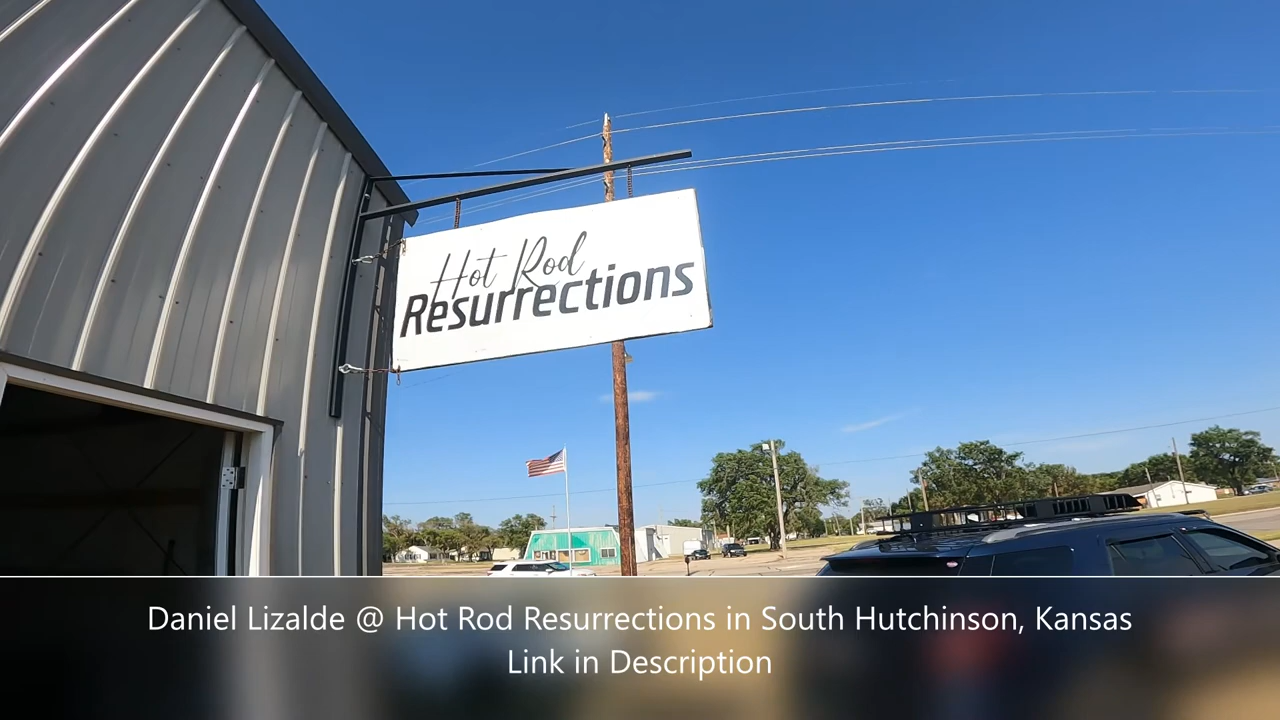 Hot Rod
Resurrections
Daniel Lizalde @ Hot Rod Resurrections in South Hutchinson, Kansas
Link in Description